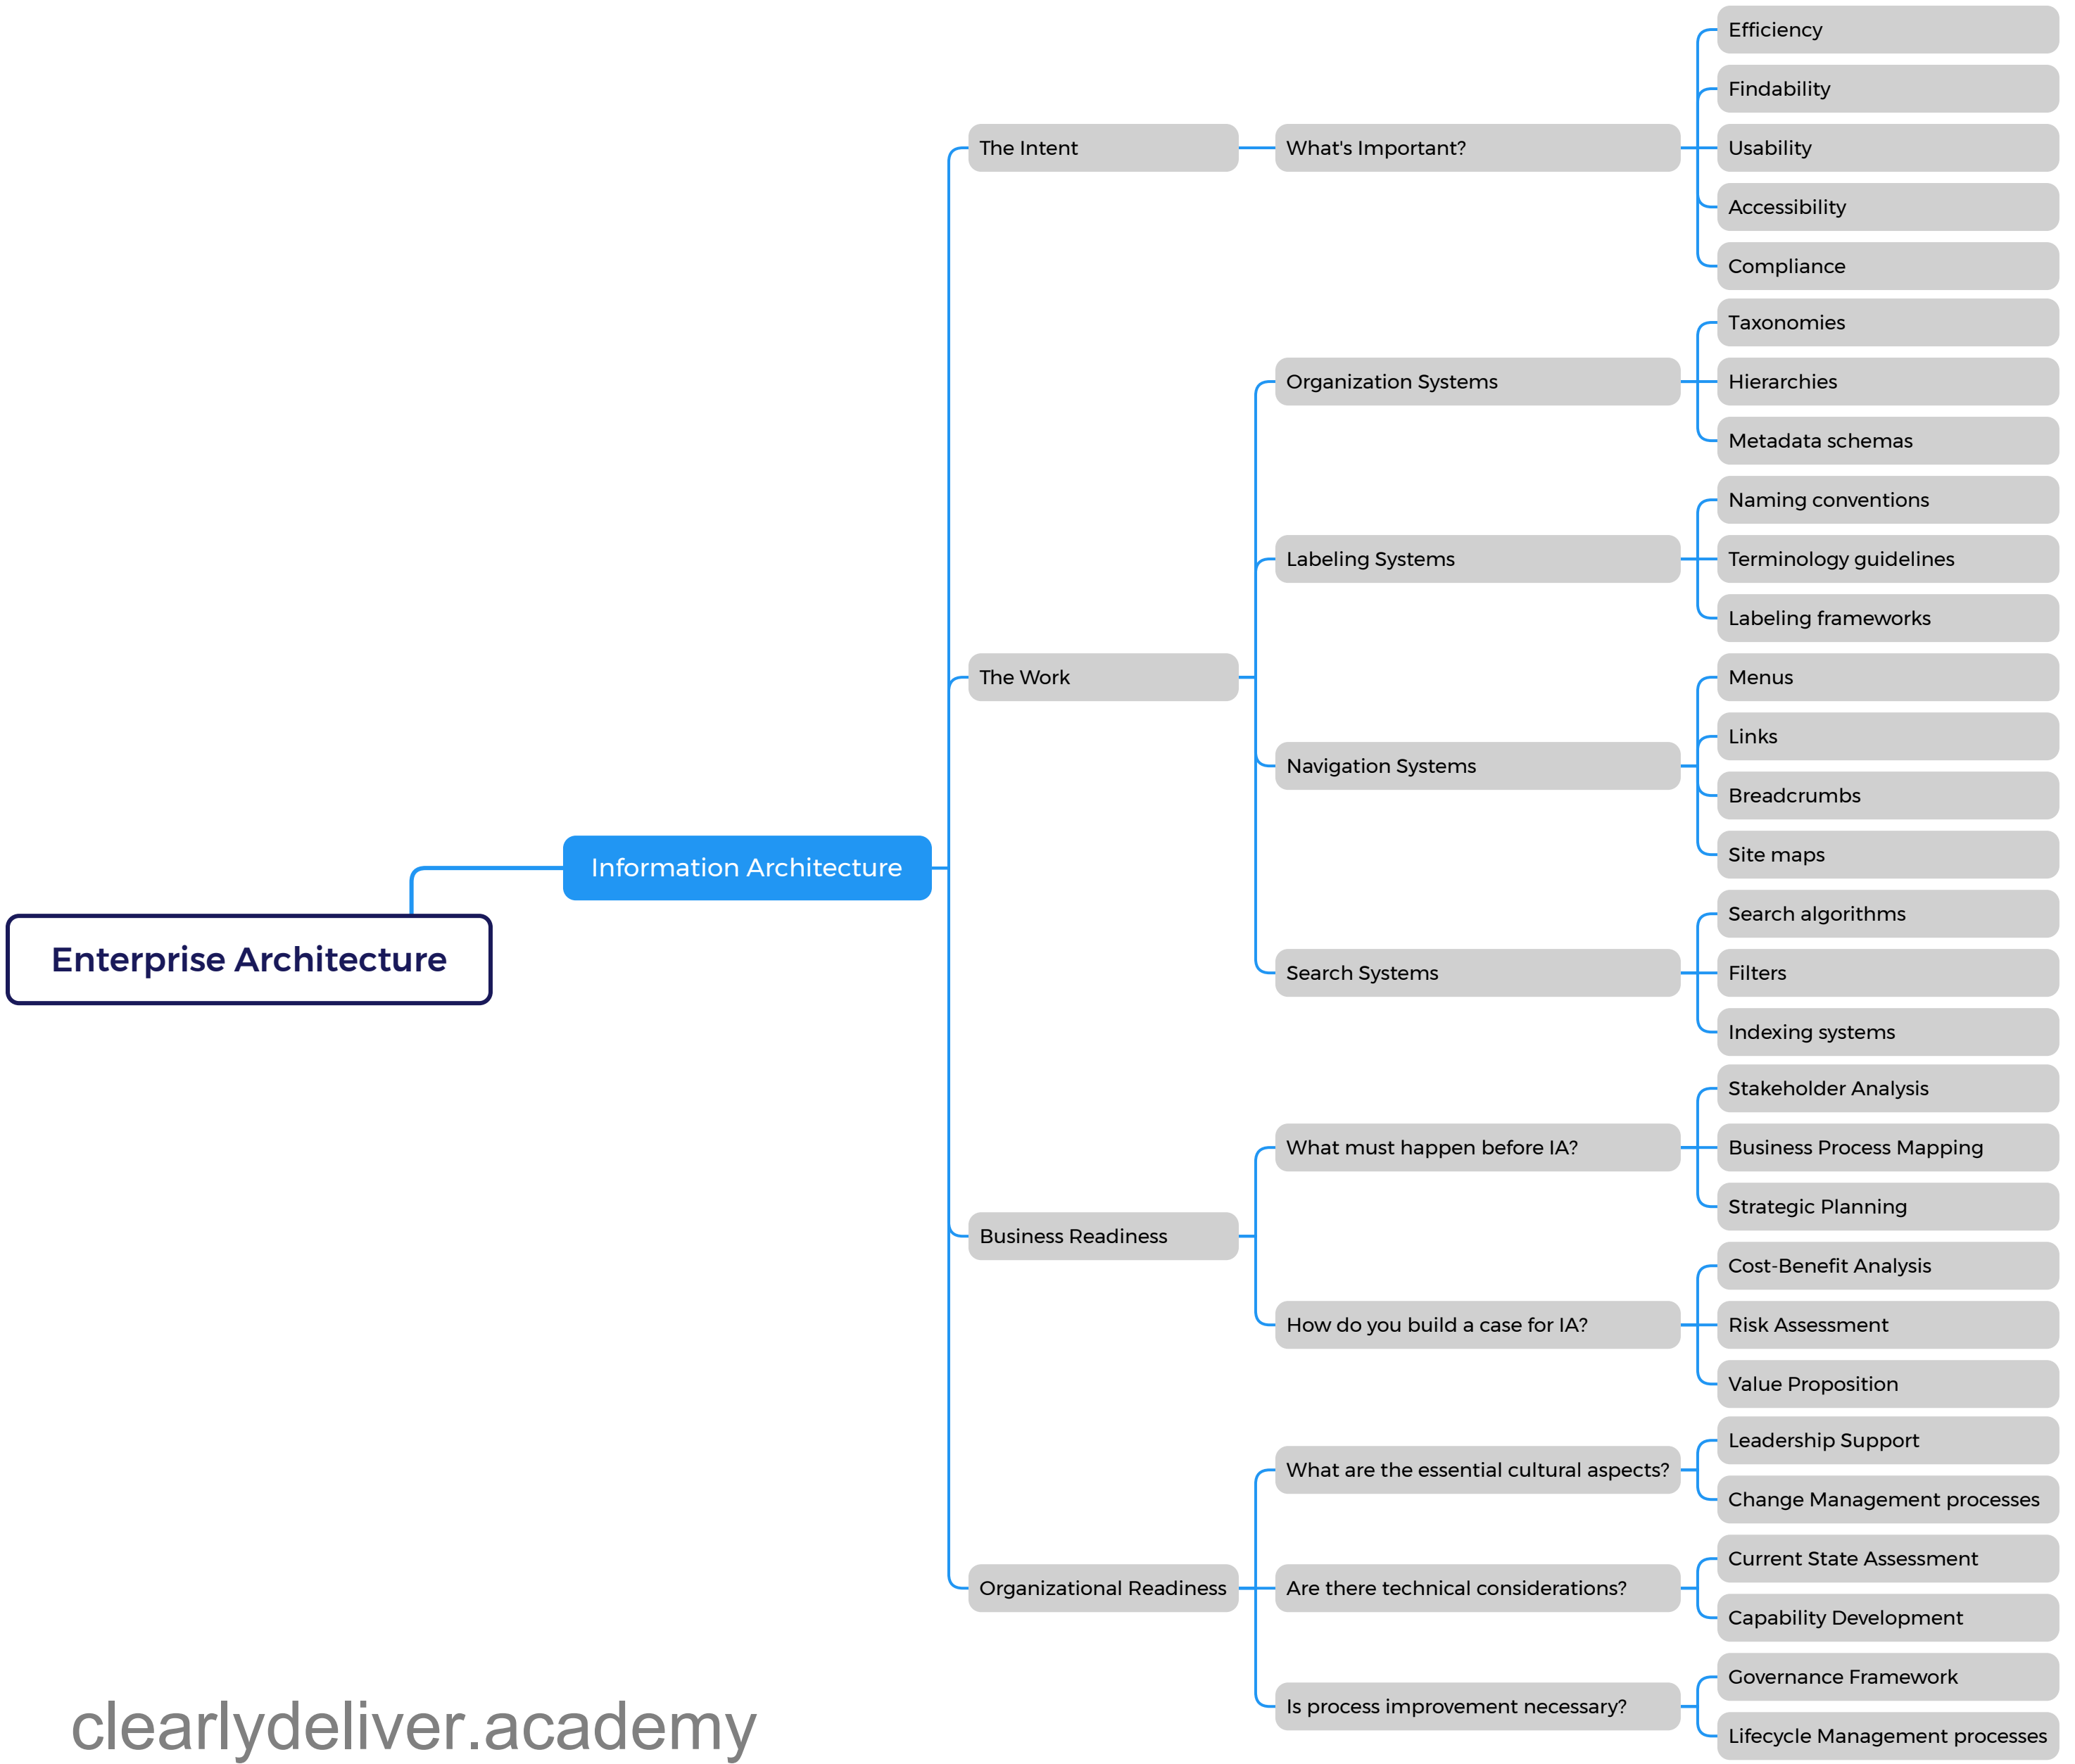 Enterprise Architecture
Information Architecture
The Intent
What's Important?
Efficiency
Findability
Usability
Accessibility
Compliance
The Work
Organization Systems
Taxonomies
Hierarchies
Metadata schemas
Labeling Systems
Naming conventions
Terminology guidelines
Labeling frameworks
Navigation Systems
Menus
Links
Breadcrumbs
Site maps
Search Systems
Search algorithms
Filters
Indexing systems
Business Readiness
What must happen before IA?
Stakeholder Analysis
Business Process Mapping
Strategic Planning
How do you build a case for IA?
Cost-Benefit Analysis
Risk Assessment
Value Proposition
Organizational Readiness
What are the essential cultural aspects?
Leadership Support
Change Management processes
Are there technical considerations?
Current State Assessment
Capability Development
Is process improvement necessary?
Governance Framework
Lifecycle Management processes
clearlydeliver.academy